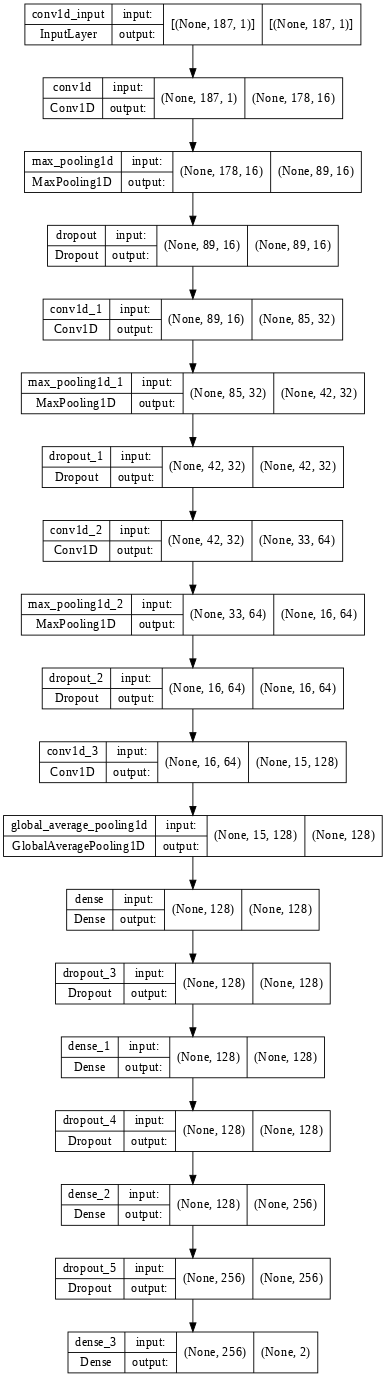 conv1d_input input: [(None, 187, 1)] [(None, 187, 1)]
InputLayer output:
conv1d input: (None, 187, 1) (None, 178, 16)
Conv1D output:
max_pooling1d input: (None, 178, 16) (None, 89, 16)
MaxPooling1D output:
dropout input: (None, 89, 16) (None, 89, 16)
Dropout output:
conv1d_1 input: (None, 89, 16) (None, 85, 32)
Conv1D output:
max_pooling1d_1 input: (None, 85, 32) (None, 42, 32)
MaxPooling1D output:
dropout_1 input: (None, 42, 32) (None, 42, 32)
Dropout output:
conv1d_2 input: (None, 42, 32) (None, 33, 64)
Conv1D output:
max_pooling1d_2 input: (None, 33, 64) (None, 16, 64)
MaxPooling1D output:
dropout_2 input: (None, 16, 64) (None, 16, 64)
Dropout output:
conv1d_3 input: (None, 16, 64) (None, 15, 128)
Conv1D output:
global_average_pooling1d input: (None, 15, 128) (None, 128)
GlobalAveragePooling1D output:
dense input: (None, 128) (None, 128)
Dense output:
dropout_3 input: (None, 128) (None, 128)
Dropout output:
dense_1 input: (None, 128) (None, 128)
Dense output:
dropout_4 input: (None, 128) (None, 128)
Dropout output:
dense_2 input: (None, 128) (None, 256)
Dense output:
dropout_5 input: (None, 256) (None, 256)
Dropout output:
dense_3 input: (None, 256) (None, 2)
Dense output: